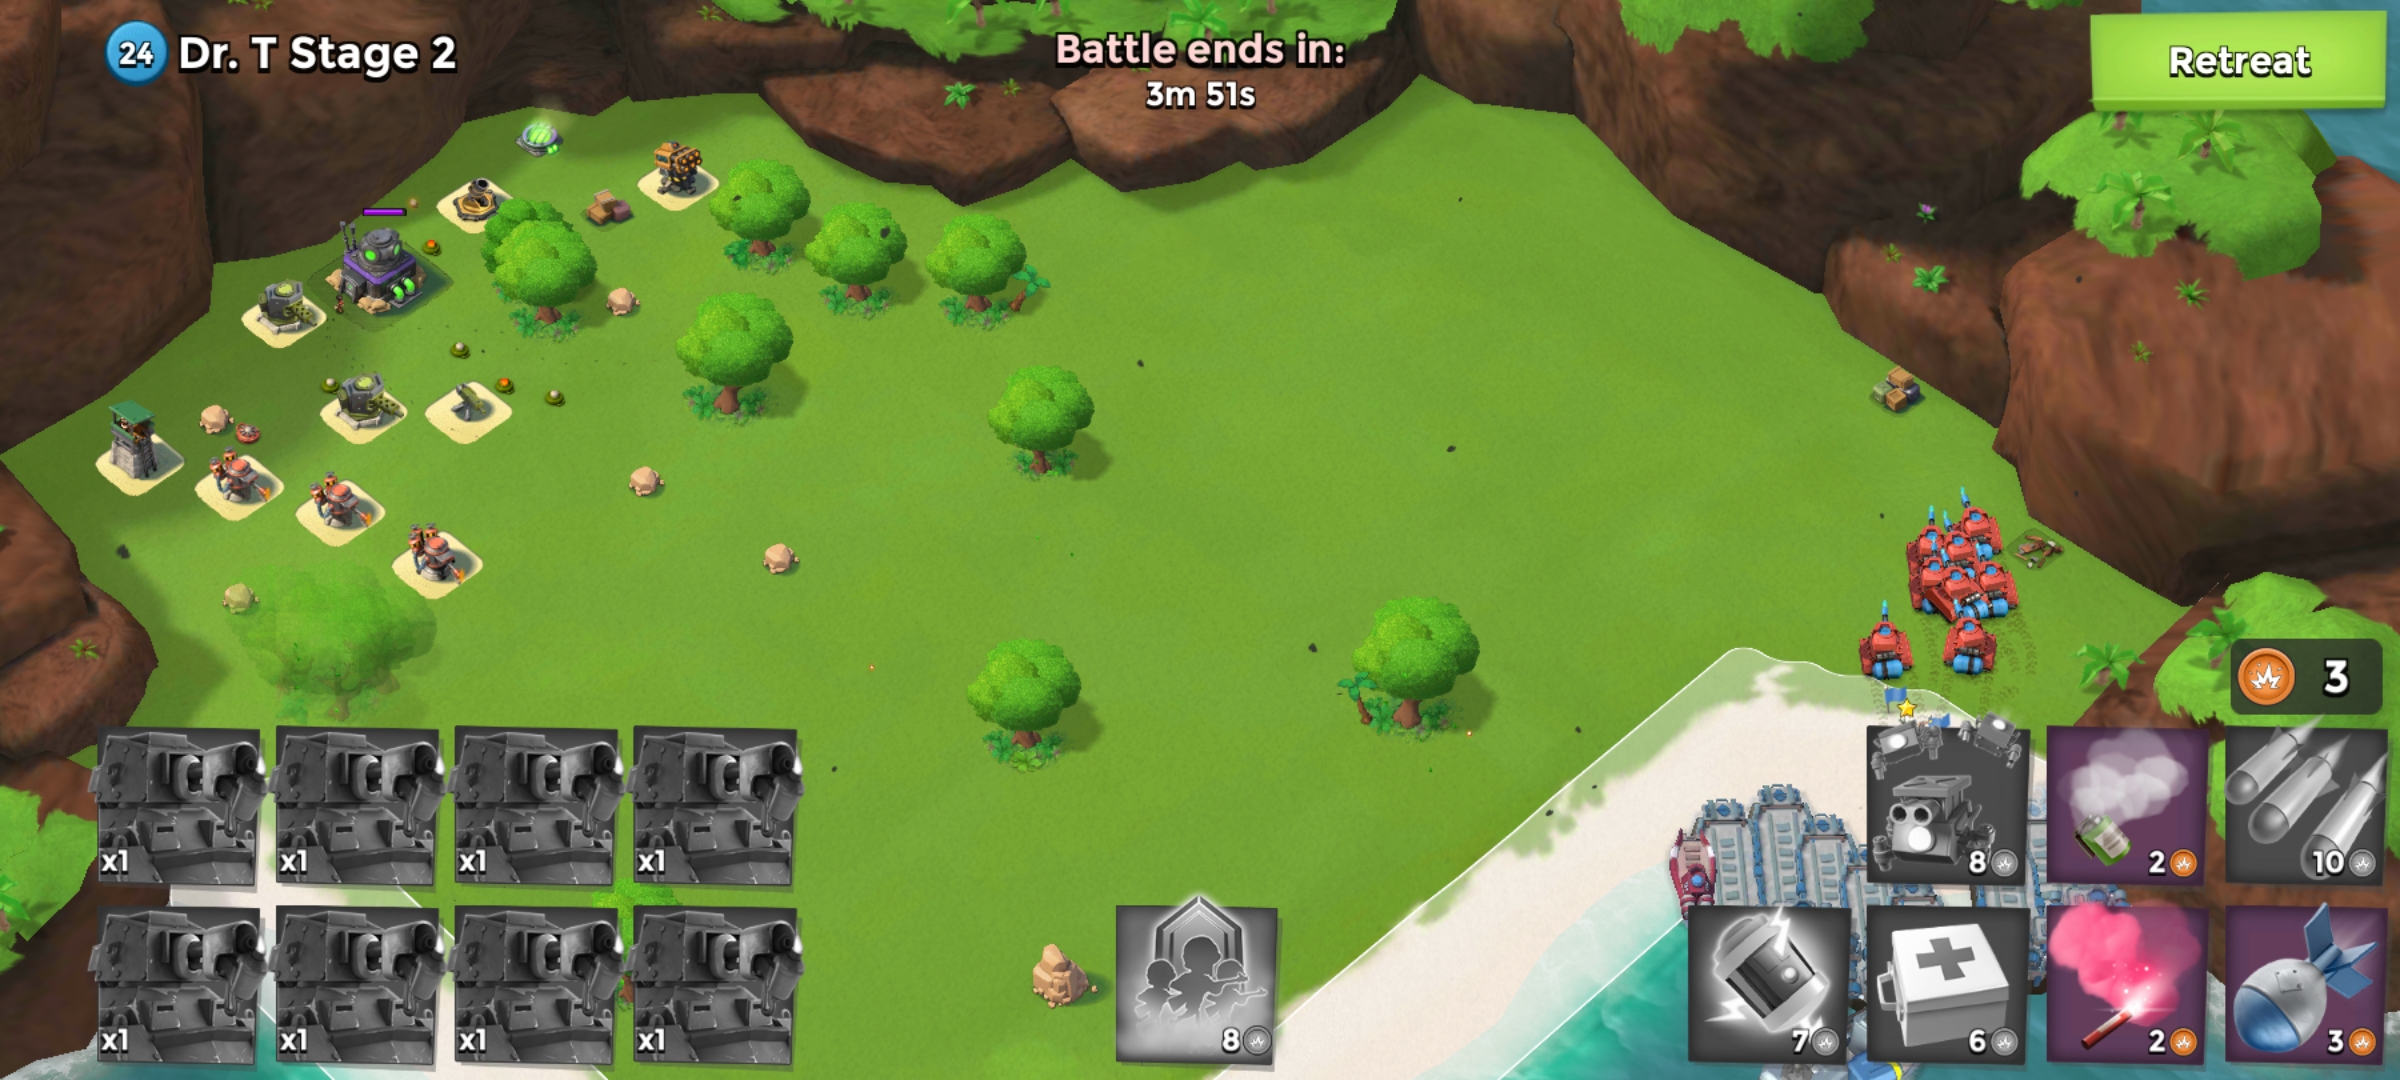 24 Dr. T Stage 2
Battle ends in:
3m 51s
Retreat
3
x1 x1 x1 x1
8 2 10
x1 x1 x1 x1
8 7 6 2 3